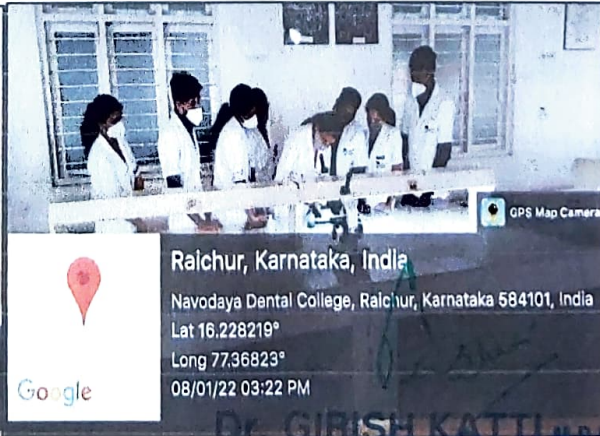 GPS Map Camera
Raichur, Karnataka, India
Navodaya Dental College, Raichur, Karnataka 584101, India
Lat 16.228219°
Long 77.36823°
08/01/22 03:22 PM
Google
Dr. GIRISH KATTI